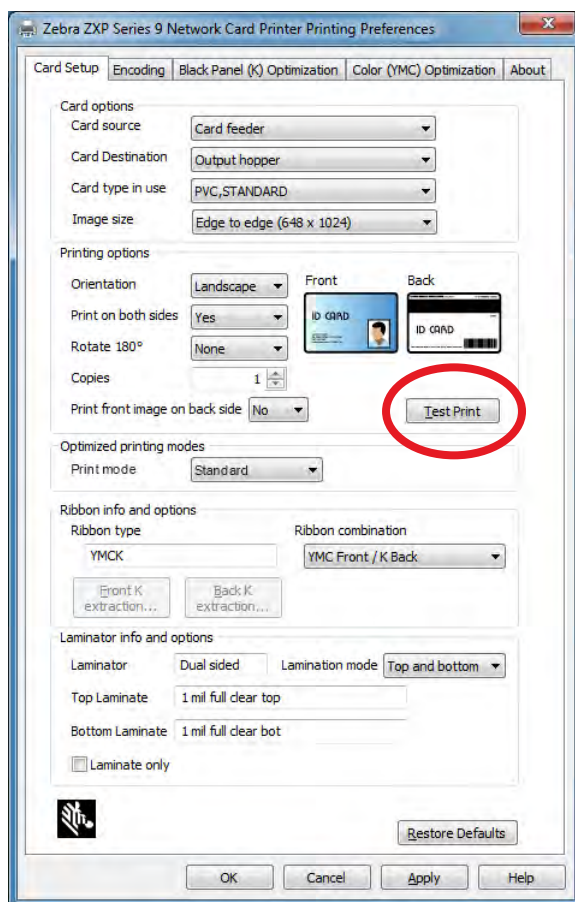 Zebra ZXP Series 9 Network Card Printer Printing Preferences
Card Setup Encoding Black Panel (K) Optimization Color (YMC) Optimization About
Card options
Card source Card feeder
Card Destination Output hopper
Card type in use PVC,STANDARD
Image size Edge to edge (648 x 1024)
Printing options
Orientation Landscape Front Back
Print on both sides Yes ID CARD ID CARD
Rotate 180° None
Copies 1
Print front image on back side No Test Print
Optimized printing modes
Print mode Standard
Ribbon info and options
Ribbon type Ribbon combination
YMCK YMC Front / K Back
Front K extraction... Back K extraction...
Laminator info and options
Laminator Dual sided Lamination mode Top and bottom
Top Laminate 1 mil full clear top
Bottom Laminate 1 mil full clear bot
Laminate only
Restore Defaults
OK Cancel Apply Help